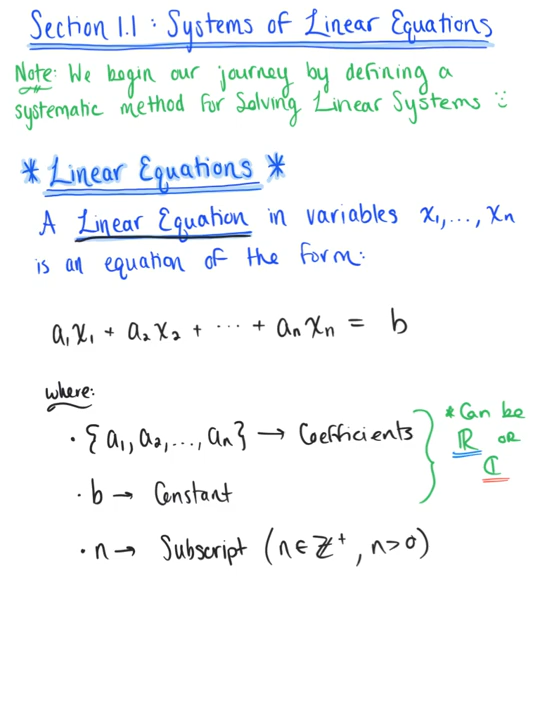 Section 1.1 : Systems of Linear Equations
Note: We begin our journey by defining a
systematic method for Solving Linear Systems :)
* Linear Equations *
A Linear Equation in variables x₁,..., xₙ
is an equation of the form:
a₁x₁ + a₂x₂ + ··· + aₙxₙ = b
where:
· {a₁, a₂,..., aₙ} → Coefficients
* Can be
ℝ OR
ℂ
· b → Constant
· n → Subscript (n ∈ ℤ⁺, n > 0)